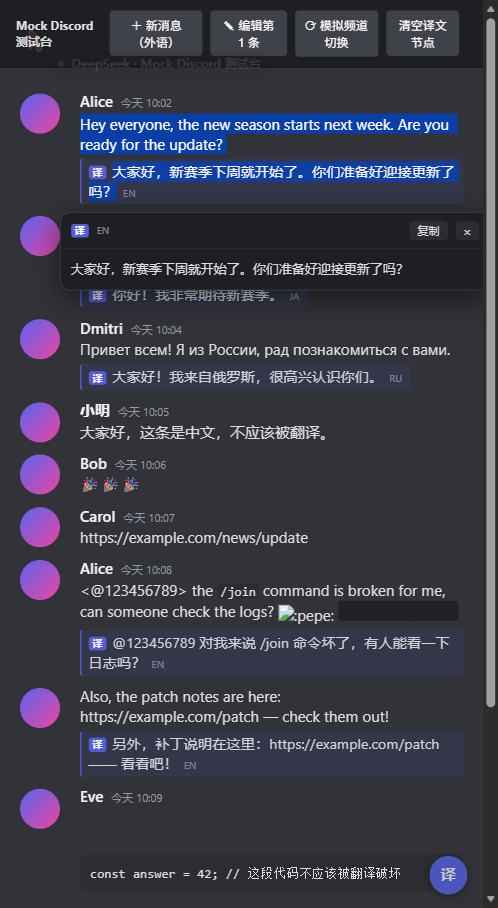 Mock Discord
测试台
＋ 新消息
（外语）
✎ 编辑第
1 条
⟳ 模拟频道
切换
清空译文
节点
DeepSeek · Mock Discord 测试台
Alice 今天 10:02
Hey everyone, the new season starts next week. Are you
ready for the update?
译 大家好，新赛季下周就开始了。你们准备好迎接更新了
吗？ EN
译 EN 复制 ×
大家好，新赛季下周就开始了。你们准备好迎接更新了吗？
译 你好！我非常期待新赛季。 JA
Dmitri 今天 10:04
Привет всем! Я из России, рад познакомиться с вами.
译 大家好！我来自俄罗斯，很高兴认识你们。 RU
小明 今天 10:05
大家好，这条是中文，不应该被翻译。
Bob 今天 10:06
🎉🎉🎉
Carol 今天 10:07
https://example.com/news/update
Alice 今天 10:08
<@123456789> the /join command is broken for me,
can someone check the logs? :pepe:
译 @123456789 对我来说 /join 命令坏了，有人能看一下
日志吗？ EN
Also, the patch notes are here:
https://example.com/patch — check them out!
译 另外，补丁说明在这里：https://example.com/patch
—— 看看吧！ EN
Eve 今天 10:09
const answer = 42; // 这段代码不应该被翻译破坏
译